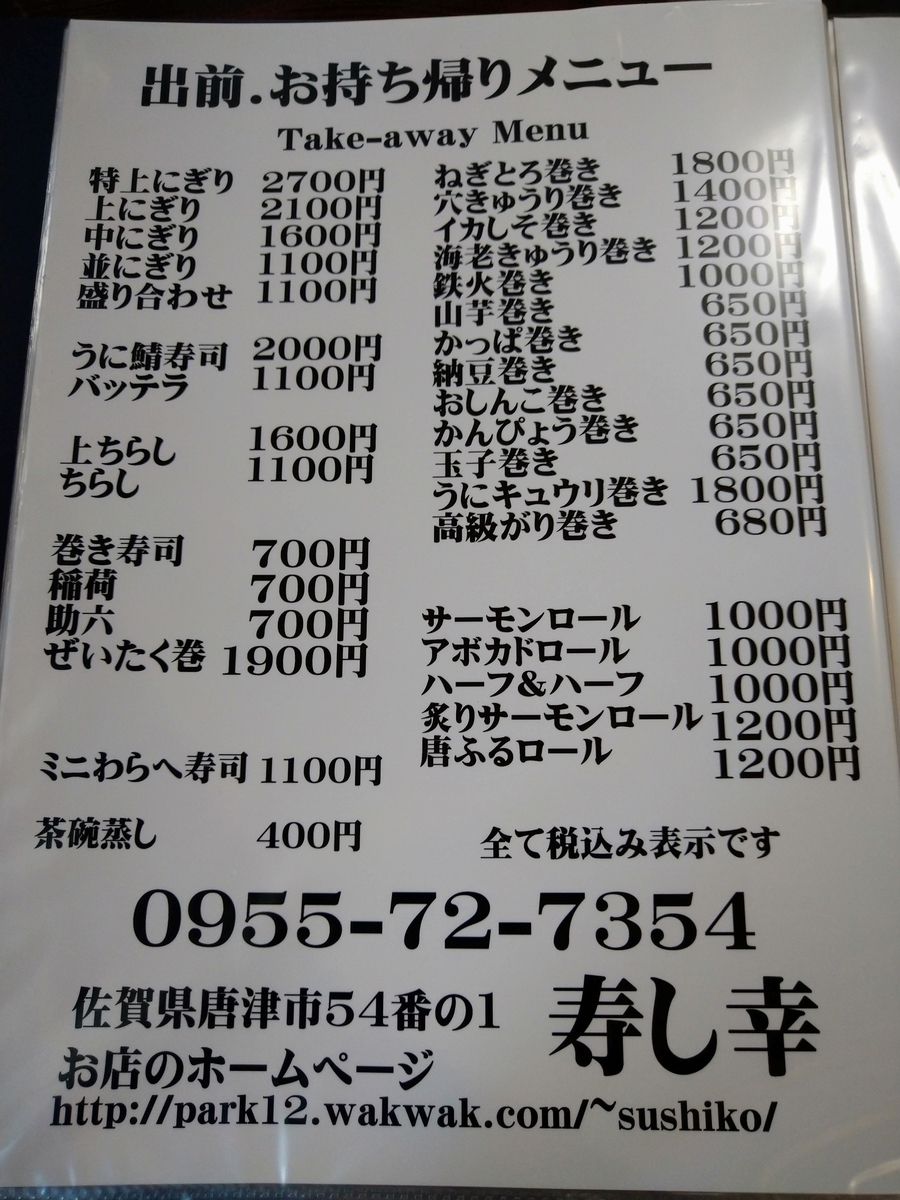 出前.お持ち帰りメニュー
Take-away Menu
特上にぎり 2700円
上にぎり 2100円
中にぎり 1600円
並にぎり 1100円
盛り合わせ 1100円
うに鯖寿司 2000円
バッテラ 1100円
上ちらし 1600円
ちらし 1100円
巻き寿司 700円
稲荷 700円
助六 700円
ぜいたく巻 1900円
ミニわらべ寿司 1100円
茶碗蒸し 400円
ねぎとろ巻き 1800円
穴きゅうり巻き 1400円
イカしそ巻き 1200円
海老きゅうり巻き 1200円
鉄火巻き 1000円
山芋巻き 650円
かっぱ巻き 650円
納豆巻き 650円
おしんこ巻き 650円
かんぴょう巻き 650円
玉子巻き 650円
うにキュウリ巻き 1800円
高級がり巻き 680円
サーモンロール 1000円
アボカドロール 1000円
ハーフ&ハーフ 1000円
炙りサーモンロール 1200円
唐ふるロール 1200円
全て税込み表示です
0955-72-7354
佐賀県唐津市54番の1
寿し幸
お店のホームページ
http://park12.wakwak.com/~sushiko/